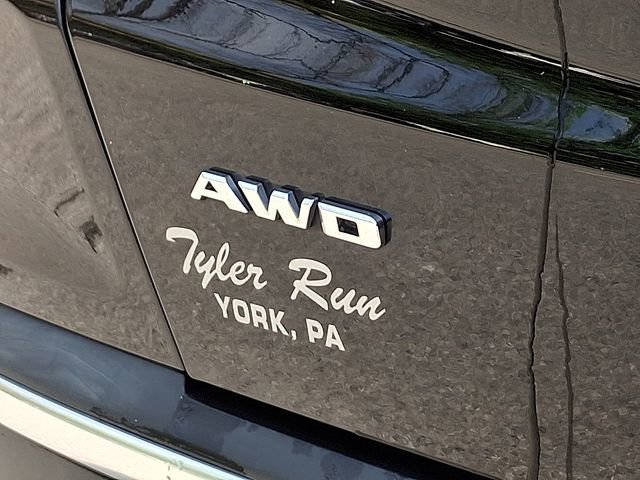 AWD
Tyler Run
YORK, PA